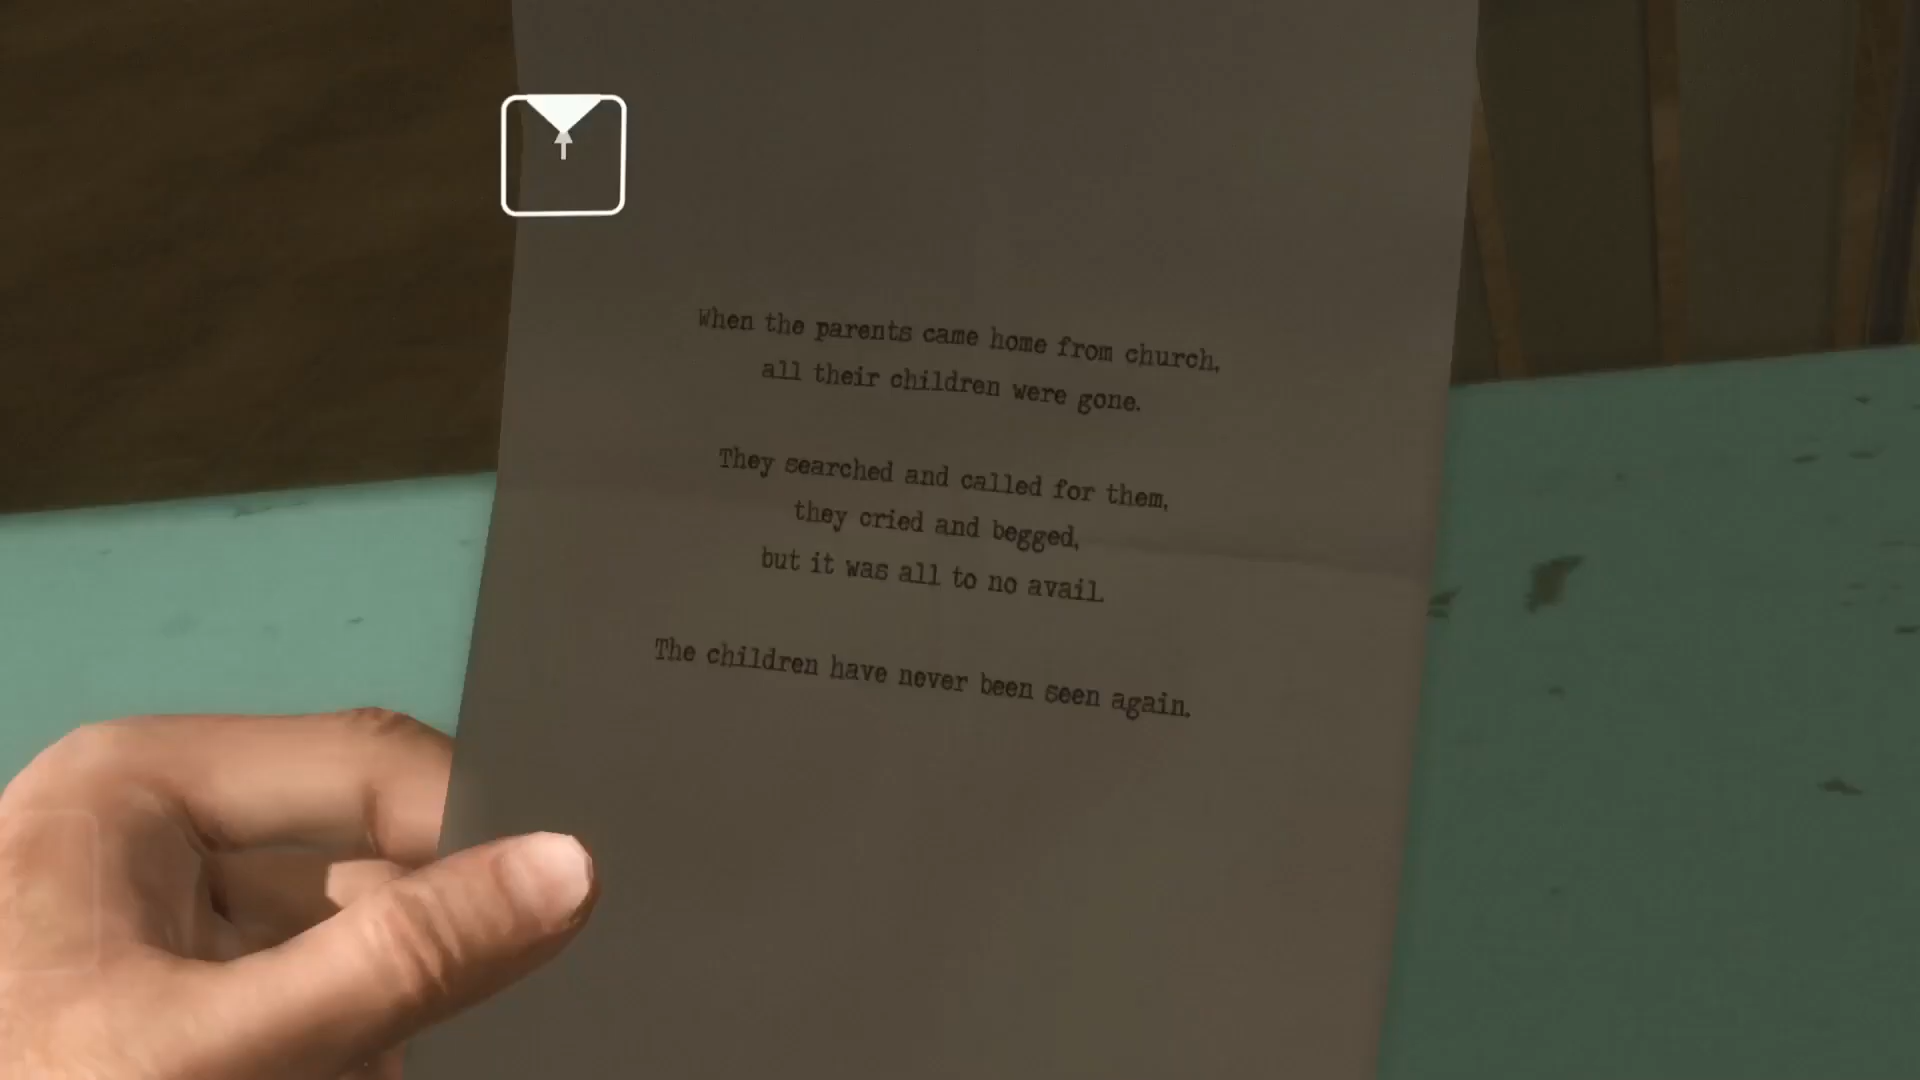 When the parents came home from church,
all their children were gone.
They searched and called for them,
they cried and begged,
but it was all to no avail.
The children have never been seen again.